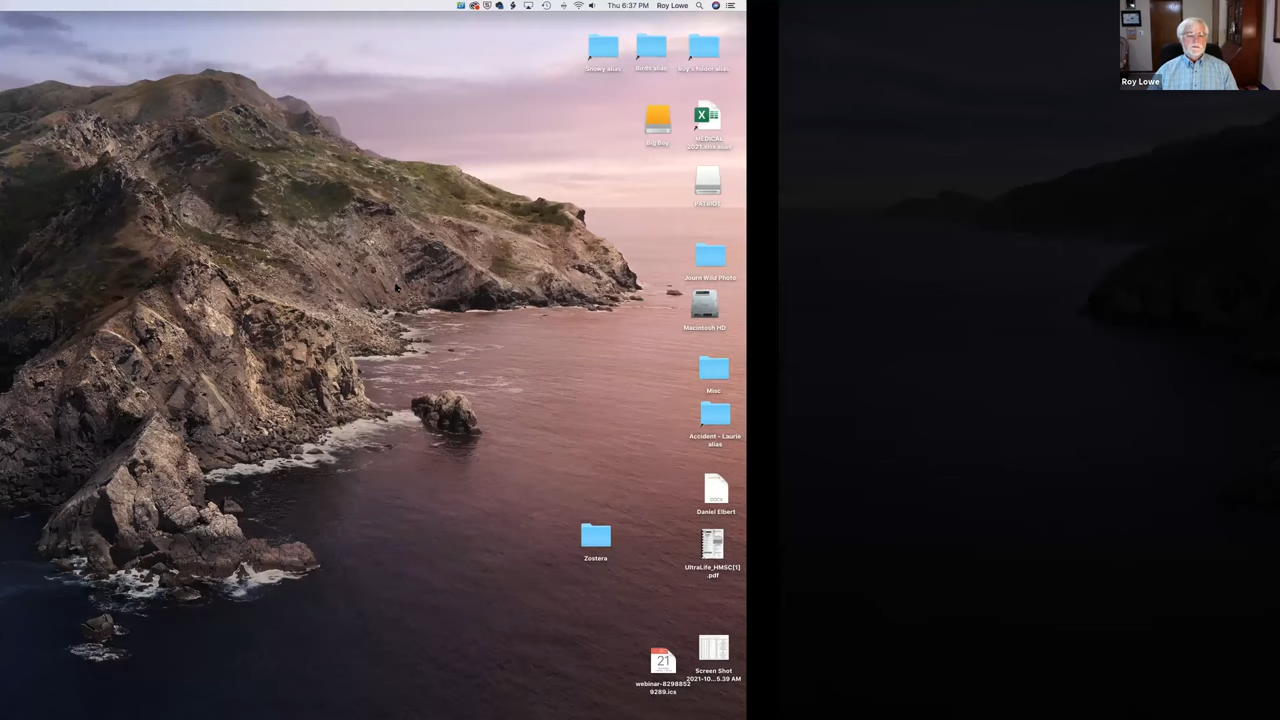 Thu 6:37 PM Roy Lowe
Roy Lowe
Snowy alias
Birds alias
Roy's folder alias
Big Boy
MEDICAL
2021.xlsx alias
PATRIOT
Journ Wild Photo
Macintosh HD
Misc
Accident - Laurie
alias
DOCX
Daniel Elbert
Zostera
UltraLife_HMSC[1]
.pdf
21
webinar-8298852
9289.ics
Screen Shot
2021-10...5.39 AM